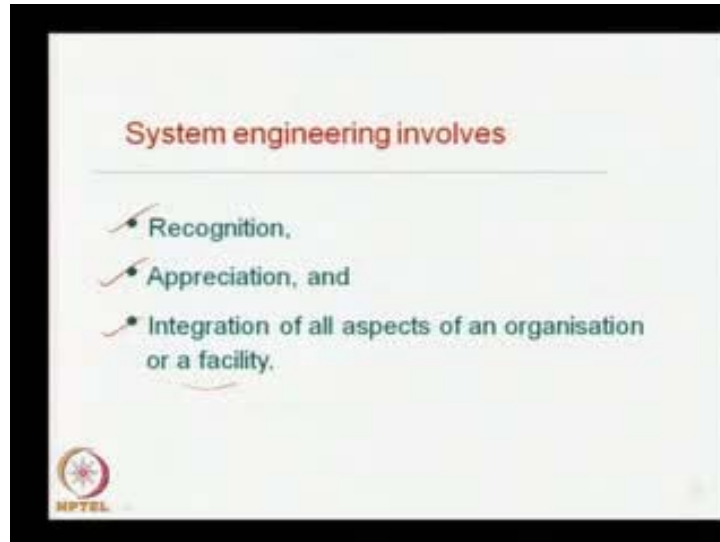 System engineering involves
• Recognition,
• Appreciation, and
• Integration of all aspects of an organisation
or a facility.
NPTEL